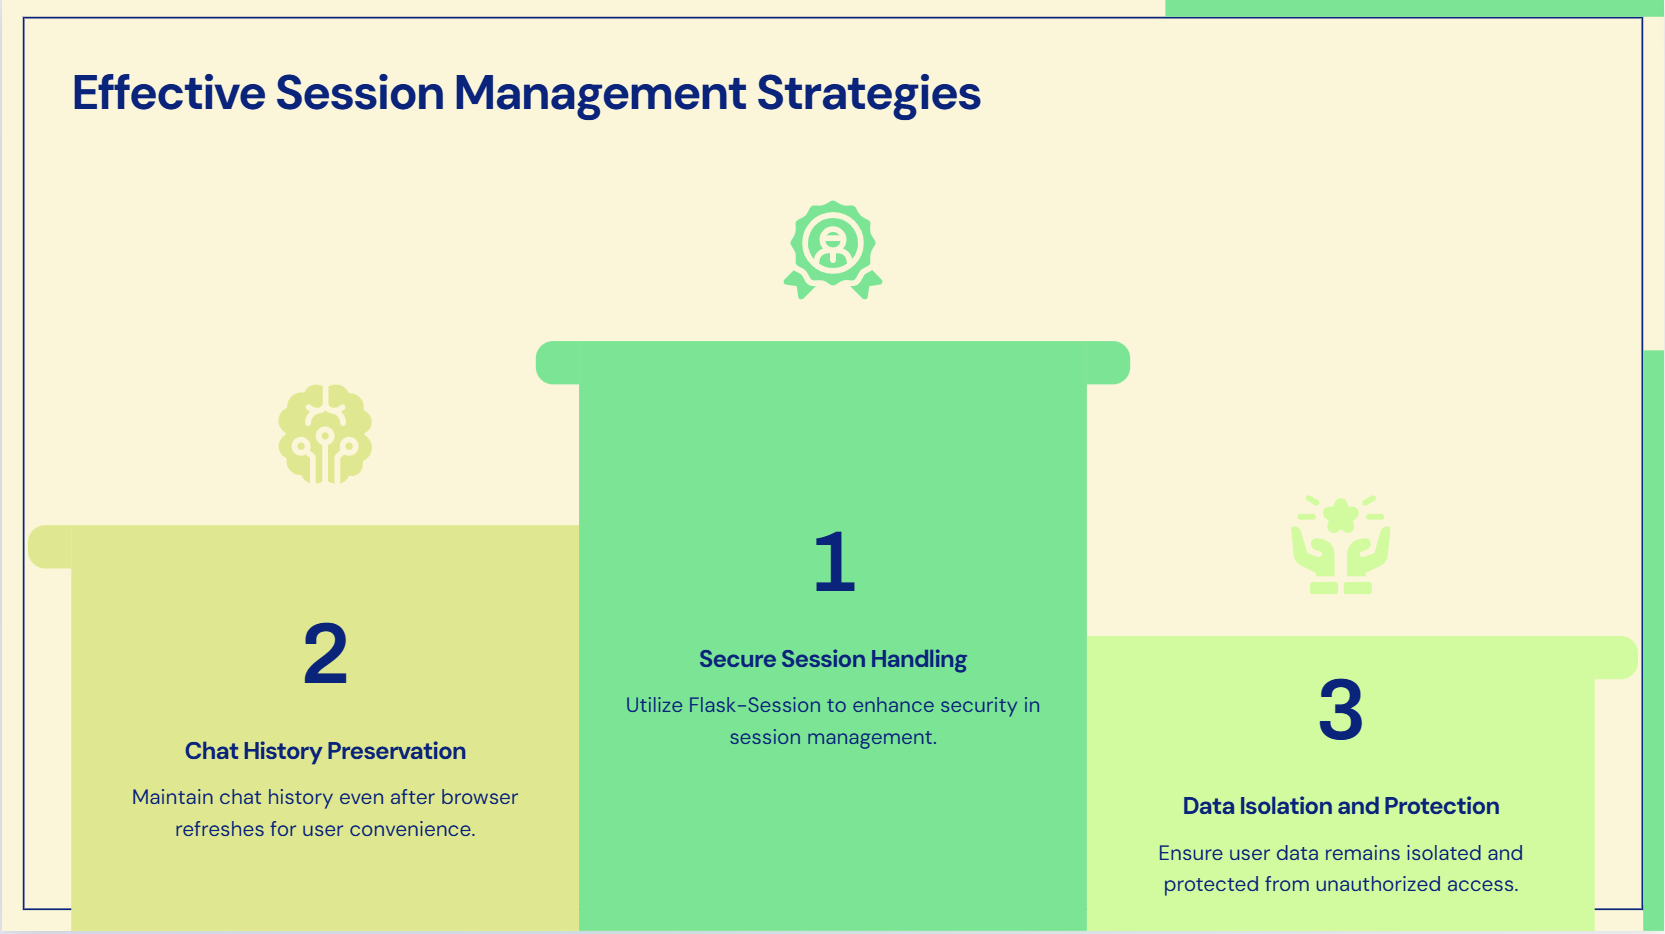 Effective Session Management Strategies
2
Chat History Preservation
Maintain chat history even after browser
refreshes for user convenience.
1
Secure Session Handling
Utilize Flask-Session to enhance security in
session management.
3
Data Isolation and Protection
Ensure user data remains isolated and
protected from unauthorized access.